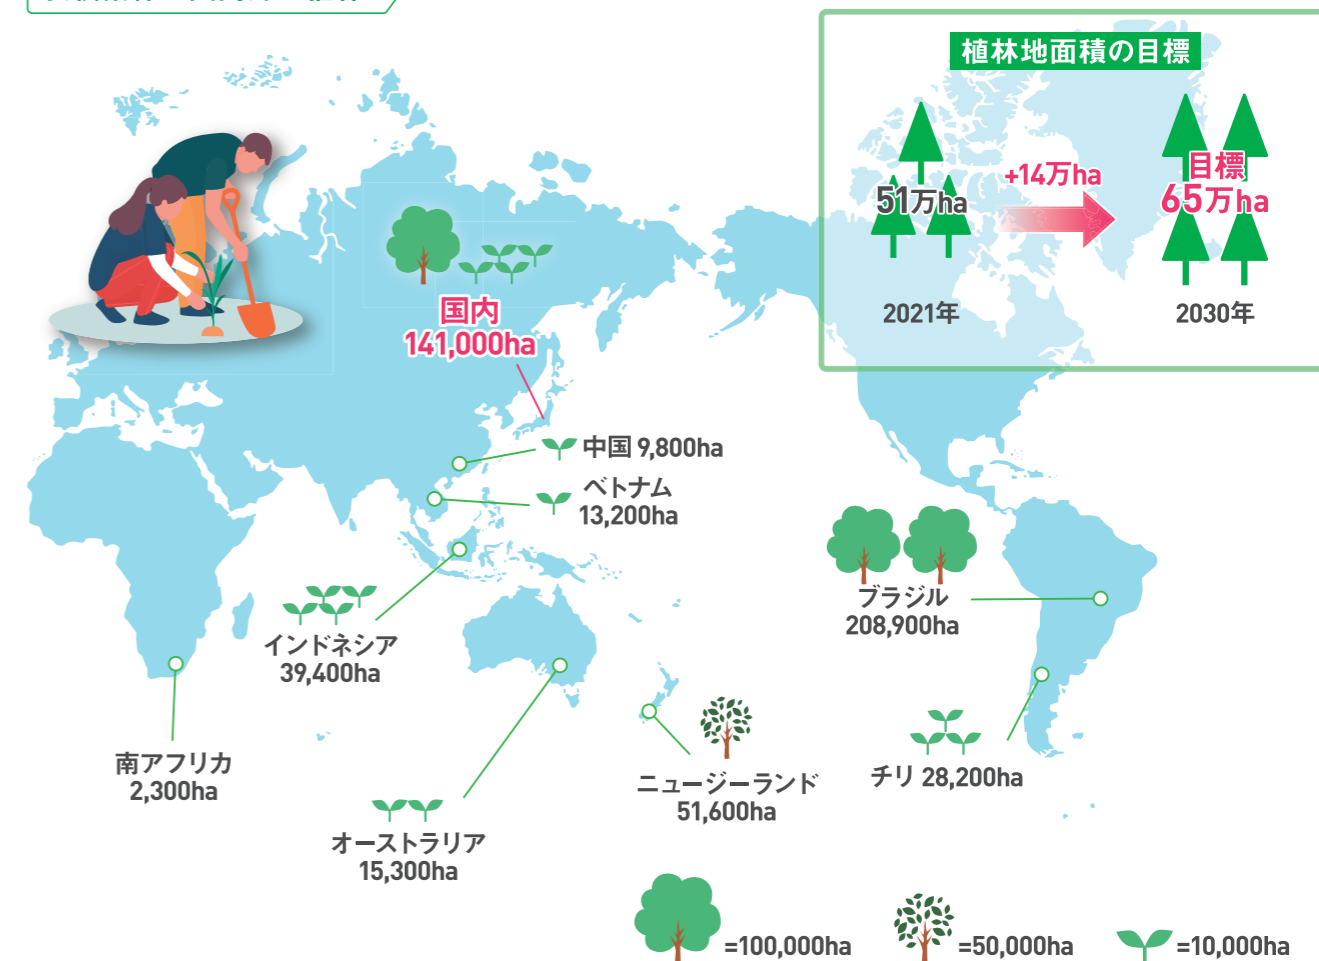 植林地面積の目標
+14万ha
51万ha
目標
65万ha
2021年
2030年
国内
141,000ha
中国 9,800ha
ベトナム
13,200ha
インドネシア
39,400ha
ブラジル
208,900ha
南アフリカ
2,300ha
オーストラリア
15,300ha
ニュージーランド
51,600ha
チリ 28,200ha
=100,000ha
=50,000ha
=10,000ha